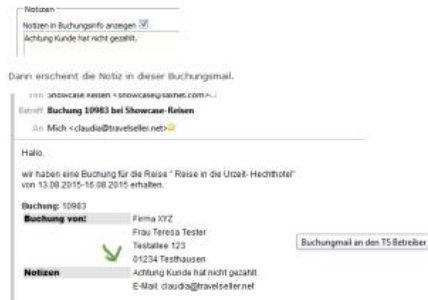 Notizen
Notizen in Buchungsinfo anzeigen
Achtung Kunde hat nicht gezahlt.
Dann erscheint die Notiz in dieser Buchungsmail.
Von Showcase Reisen <showcase@salnet.com>
Betreff Buchung 10983 bei Showcase-Reisen
An Mich <claudia@travelseller.net>
Hallo,
wir haben eine Buchung für die Reise " Reise in die Urzeit- Hechthotel"
von 13.08.2015-16.08.2015 erhalten.
Buchung: 10983
Buchung von: Firma XYZ
Frau Teresa Tester
Testallee 123
01234 Testhausen
Buchungmail an den TS Betreiber
Notizen Achtung Kunde hat nicht gezahlt.
E-Mail: claudia@travelseller.net